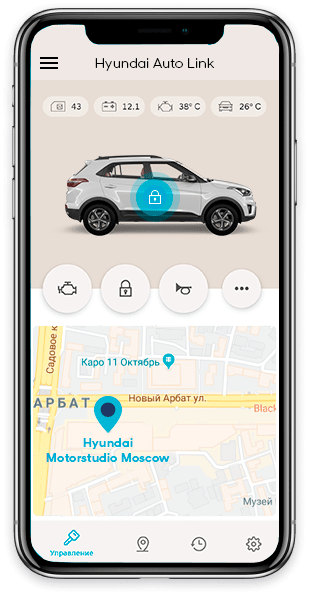 Hyundai Auto Link
43 12.1 38° C 26° C
Садовое к
Каро 11 Октябрь
Новый Арбат ул.
АРБАТ
Black
Hyundai
Motorstudio Moscow
Музей
Управление